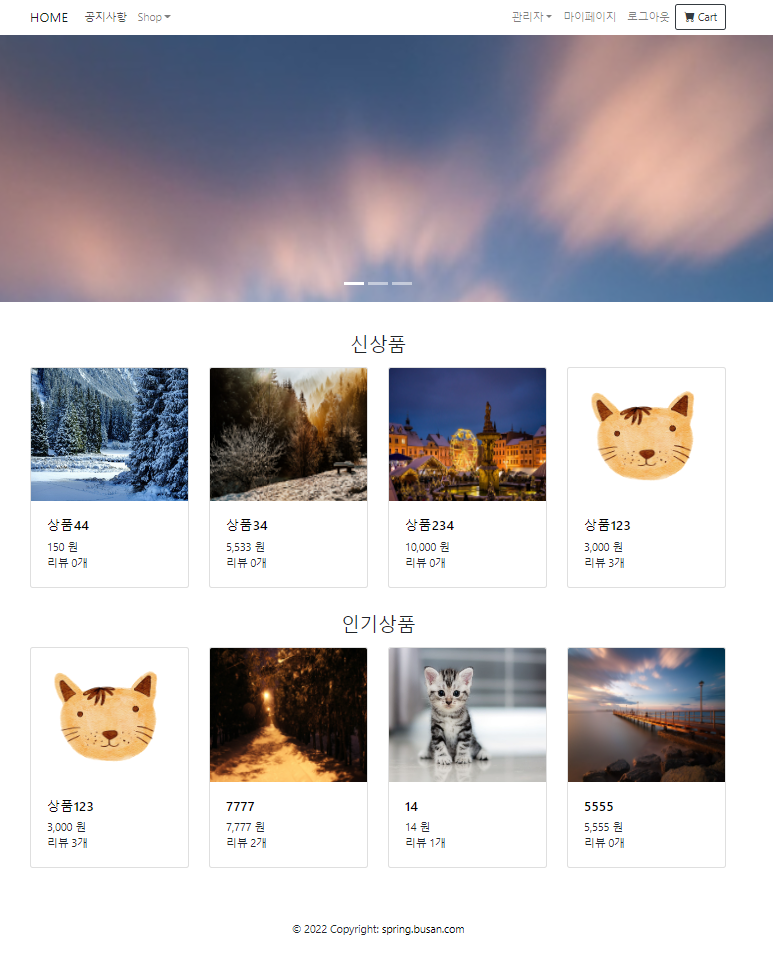 HOME 공지사항 Shop 관리자 마이페이지 로그아웃 Cart
신상품
상품44 상품34 상품234 상품123
150 원 5,533 원 10,000 원 3,000 원
리뷰 0개 리뷰 0개 리뷰 0개 리뷰 3개
인기상품
상품123 7777 14 5555
3,000 원 7,777 원 14 원 5,555 원
리뷰 3개 리뷰 2개 리뷰 1개 리뷰 0개
© 2022 Copyright: spring.busan.com